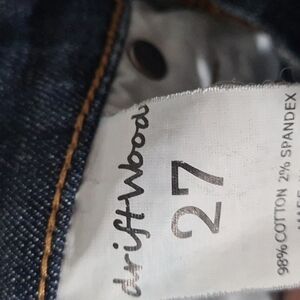 driftwood
27
98% COTTON 2% SPANDEX